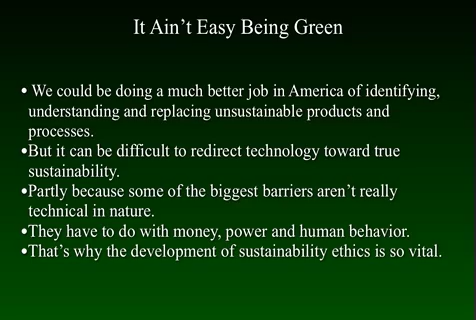 It Ain’t Easy Being Green
• We could be doing a much better job in America of identifying,
understanding and replacing unsustainable products and
processes.
•But it can be difficult to redirect technology toward true
sustainability.
•Partly because some of the biggest barriers aren’t really
technical in nature.
•They have to do with money, power and human behavior.
•That’s why the development of sustainability ethics is so vital.